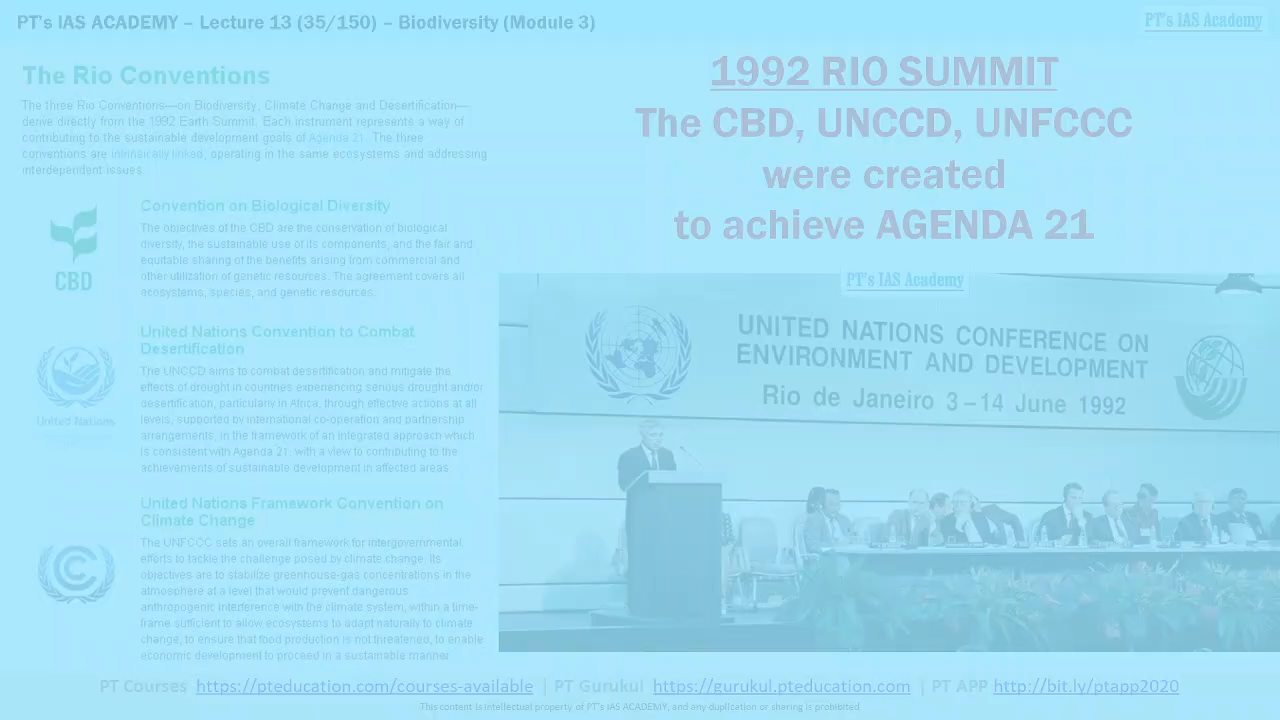 PT's IAS ACADEMY – Lecture 13 (35/150) – Biodiversity (Module 3)
PT's IAS Academy
The Rio Conventions
The three Rio Conventions—on Biodiversity, Climate Change and Desertification—
derive directly from the 1992 Earth Summit. Each instrument represents a way of
contributing to the sustainable development goals of Agenda 21. The three
conventions are intrinsically linked, operating in the same ecosystems and addressing
interdependent issues.
CBD
Convention on Biological Diversity
The objectives of the CBD are the conservation of biological
diversity, the sustainable use of its components, and the fair and
equitable sharing of the benefits arising from commercial and
other utilization of genetic resources. The agreement covers all
ecosystems, species, and genetic resources.
United Nations
United Nations Convention to Combat
Desertification
The UNCCD aims to combat desertification and mitigate the
effects of drought in countries experiencing serious drought and/or
desertification, particularly in Africa, through effective actions at all
levels, supported by international co-operation and partnership
arrangements, in the framework of an integrated approach which
is consistent with Agenda 21, with a view to contributing to the
achievements of sustainable development in affected areas.
United Nations Framework Convention on
Climate Change
The UNFCCC sets an overall framework for intergovernmental
efforts to tackle the challenge posed by climate change. Its
objectives are to stabilize greenhouse-gas concentrations in the
atmosphere at a level that would prevent dangerous
anthropogenic interference with the climate system, within a time-
frame sufficient to allow ecosystems to adapt naturally to climate
change, to ensure that food production is not threatened, to enable
economic development to proceed in a sustainable manner
1992 RIO SUMMIT
The CBD, UNCCD, UNFCCC
were created
to achieve AGENDA 21
PT's IAS Academy
UNITED NATIONS CONFERENCE ON
ENVIRONMENT AND DEVELOPMENT
Rio de Janeiro 3–14 June 1992
PT Courses https://pteducation.com/courses-available | PT Gurukul https://gurukul.pteducation.com | PT APP http://bit.ly/ptapp2020
This content is intellectual property of PT's IAS ACADEMY, and any duplication or sharing is prohibited